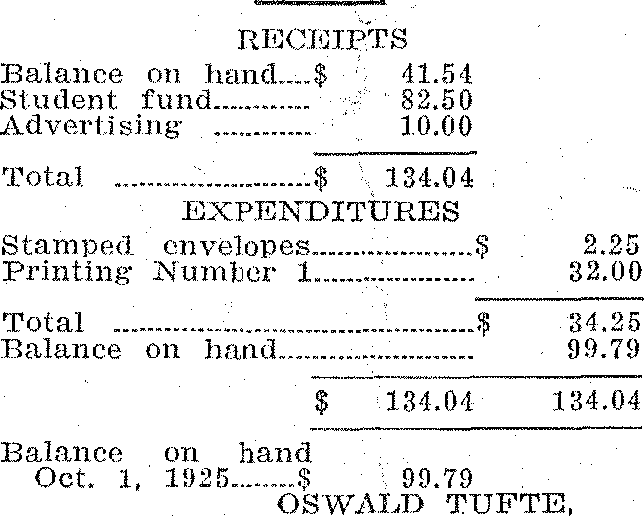 RECEIPTS
Balance on hand....$ 41.54
Student fund............ 82.50
Advertising ............ 10.00
Total ........................$ 134.04
EXPENDITURES
Stamped envelopes....................$ 2.25
Printing Number 1.................... 32.00
Total ............................................$ 34.25
Balance on hand........................ 99.79
$ 134.04 134.04
Balance on hand
Oct. 1, 1925........$ 99.79
OSWALD TUFTE,